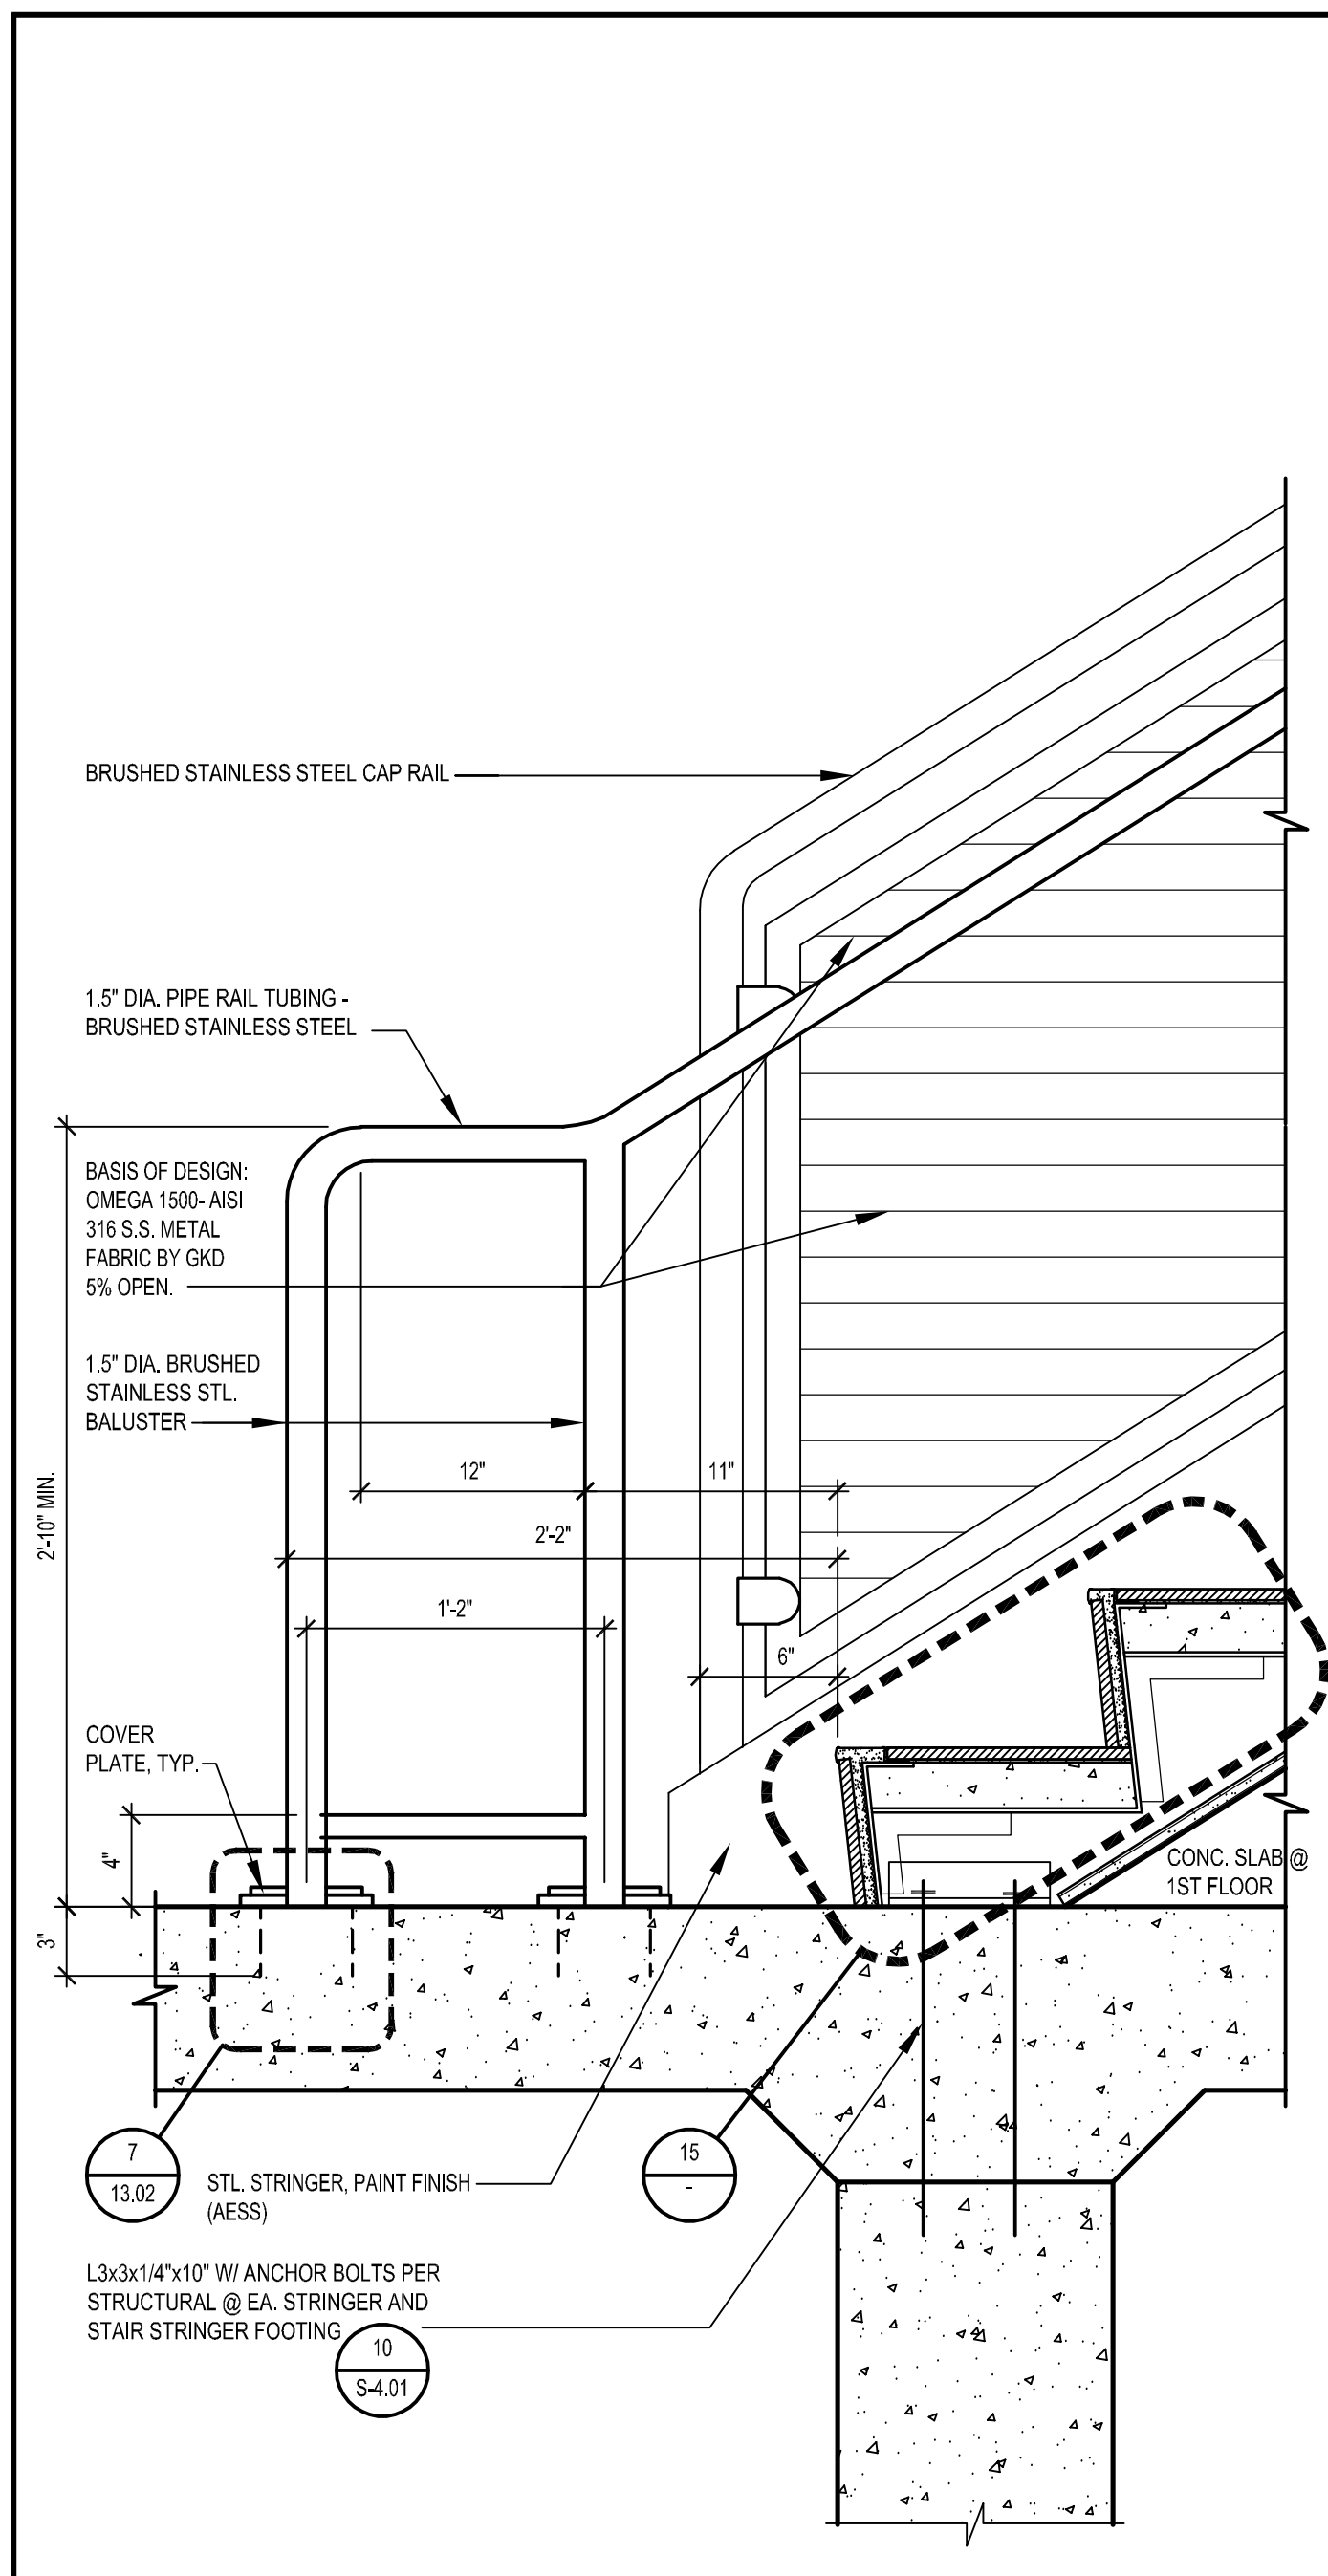 BRUSHED STAINLESS STEEL CAP RAIL
1.5" DIA. PIPE RAIL TUBING -
BRUSHED STAINLESS STEEL
BASIS OF DESIGN:
OMEGA 1500- AISI
316 S.S. METAL
FABRIC BY GKD
5% OPEN.
1.5" DIA. BRUSHED
STAINLESS STL.
BALUSTER
2'-10" MIN.
12"
11"
2'-2"
1'-2"
6"
COVER
PLATE, TYP.
4"
3"
CONC. SLAB @
1ST FLOOR
7
13.02
STL. STRINGER, PAINT FINISH
(AESS)
15
-
L3x3x1/4"x10" W/ ANCHOR BOLTS PER
STRUCTURAL @ EA. STRINGER AND
STAIR STRINGER FOOTING
10
S-4.01